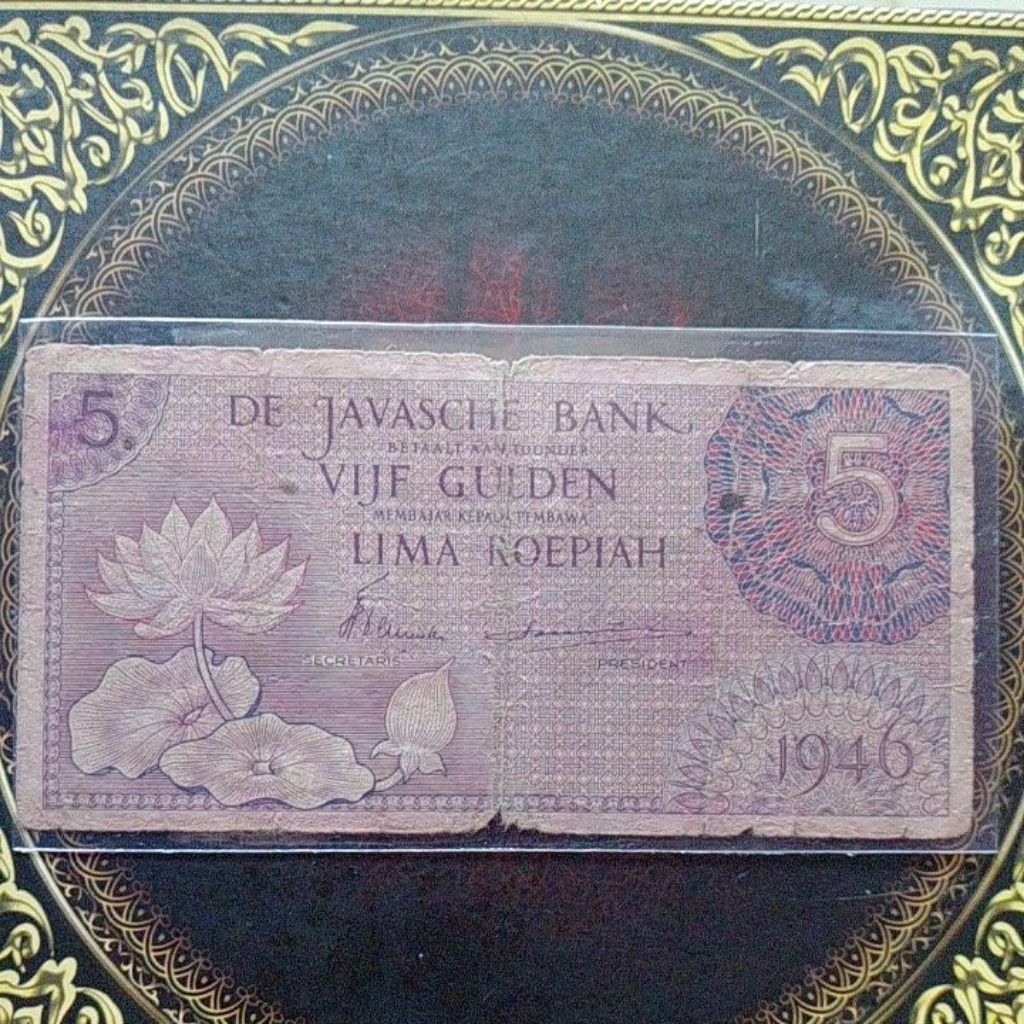 5
DE JAVASCHE BANK
BETAALT AAN TOONDER
VIJF GULDEN
MEMBAJAR KEPADA PEMBAWA
LIMA ROEPIAH
5
SECRETARIS
PRESIDENT
1946